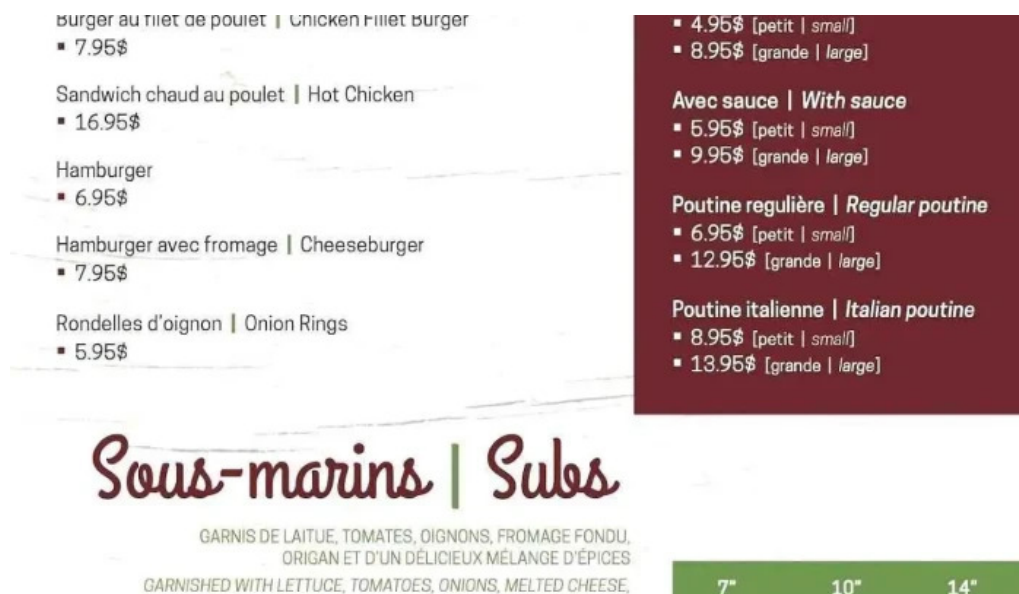 Burger au filet de poulet | Chicken Fillet Burger
▪ 7.95$
Sandwich chaud au poulet | Hot Chicken
▪ 16.95$
Hamburger
▪ 6.95$
Hamburger avec fromage | Cheeseburger
▪ 7.95$
Rondelles d'oignon | Onion Rings
▪ 5.95$
▪ 4.95$ [petit | small]
▪ 8.95$ [grande | large]
Avec sauce | With sauce
▪ 5.95$ [petit | small]
▪ 9.95$ [grande | large]
Poutine regulière | Regular poutine
▪ 6.95$ [petit | small]
▪ 12.95$ [grande | large]
Poutine italienne | Italian poutine
▪ 8.95$ [petit | small]
▪ 13.95$ [grande | large]
Sous-marins | Subs
GARNIS DE LAITUE, TOMATES, OIGNONS, FROMAGE FONDU,
ORIGAN ET D'UN DÉLICIEUX MÉLANGE D'ÉPICES
GARNISHED WITH LETTUCE, TOMATOES, ONIONS, MELTED CHEESE,
7" 10" 14"